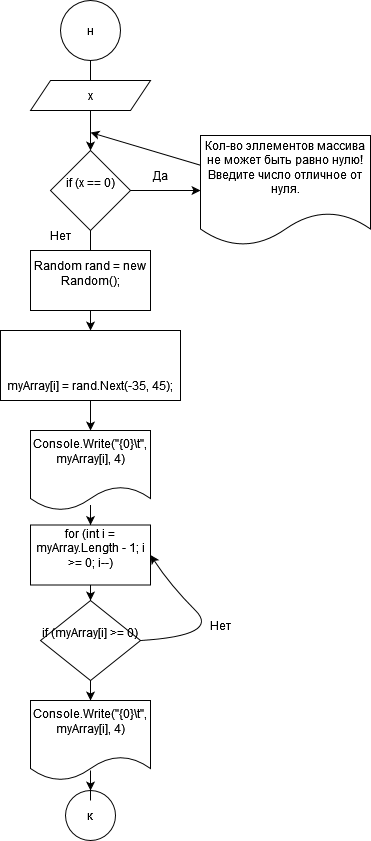 н
x
Кол-во эллементов массива
не может быть равно нулю!
Введите число отличное от
нуля.
if (x == 0)
Да
Нет
Random rand = new
Random();
myArray[i] = rand.Next(-35, 45);
Console.Write("{0}\t",
myArray[i], 4)
for (int i =
myArray.Length - 1; i
>= 0; i--)
if (myArray[i] >= 0)
Нет
Console.Write("{0}\t",
myArray[i], 4)
к